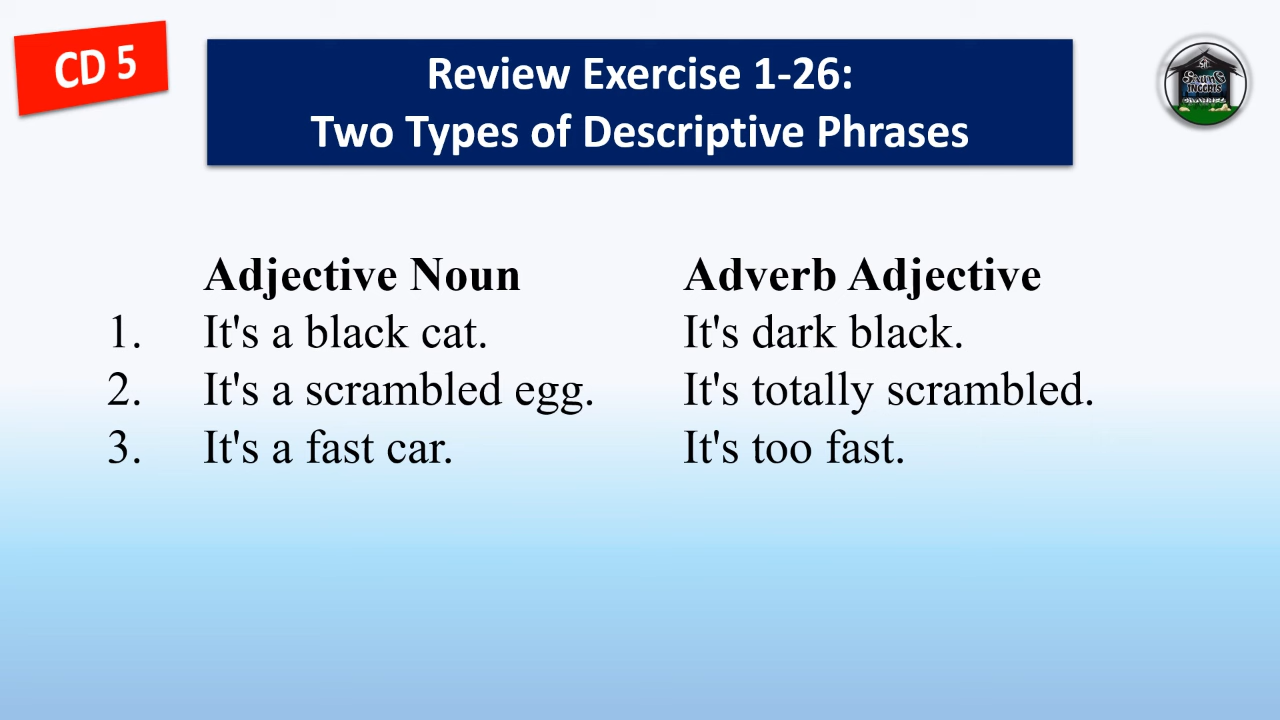 CD 5
Review Exercise 1-26:
Two Types of Descriptive Phrases
Adjective Noun Adverb Adjective
1. It's a black cat. It's dark black.
2. It's a scrambled egg. It's totally scrambled.
3. It's a fast car. It's too fast.